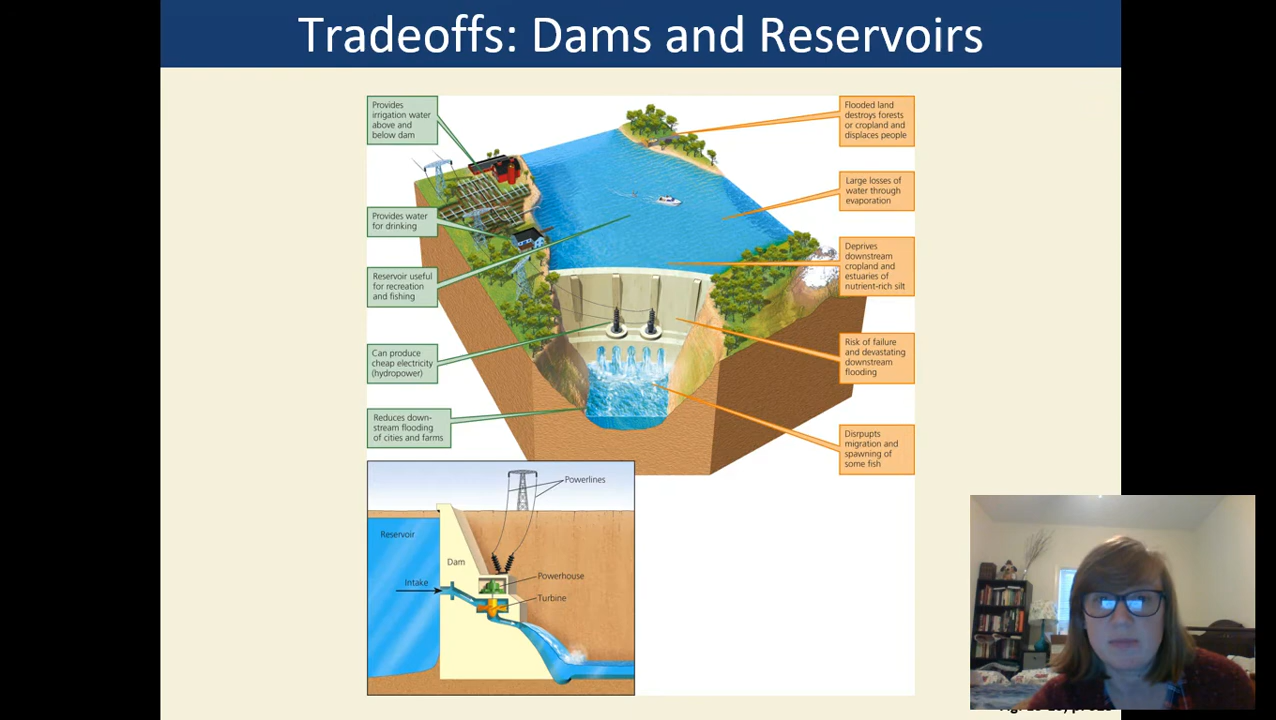 Tradeoffs: Dams and Reservoirs
Provides
irrigation water
above and
below dam
Provides water
for drinking
Reservoir useful
for recreation
and fishing
Can produce
cheap electricity
(hydropower)
Reduces down-
stream flooding
of cities and farms
Flooded land
destroys forests
or cropland and
displaces people
Large losses of
water through
evaporation
Deprives
downstream
cropland and
estuaries of
nutrient-rich silt
Risk of failure
and devastating
downstream
flooding
Disrpupts
migration and
spawning of
some fish
Powerlines
Reservoir
Dam
Intake
Powerhouse
Turbine